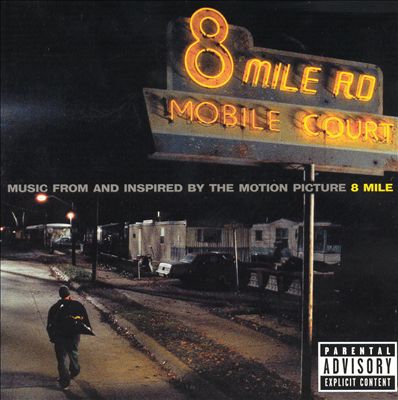 8 MILE RD
MOBILE COURT
MUSIC FROM AND INSPIRED BY THE MOTION PICTURE 8 MILE
PARENTAL
ADVISORY
EXPLICIT CONTENT